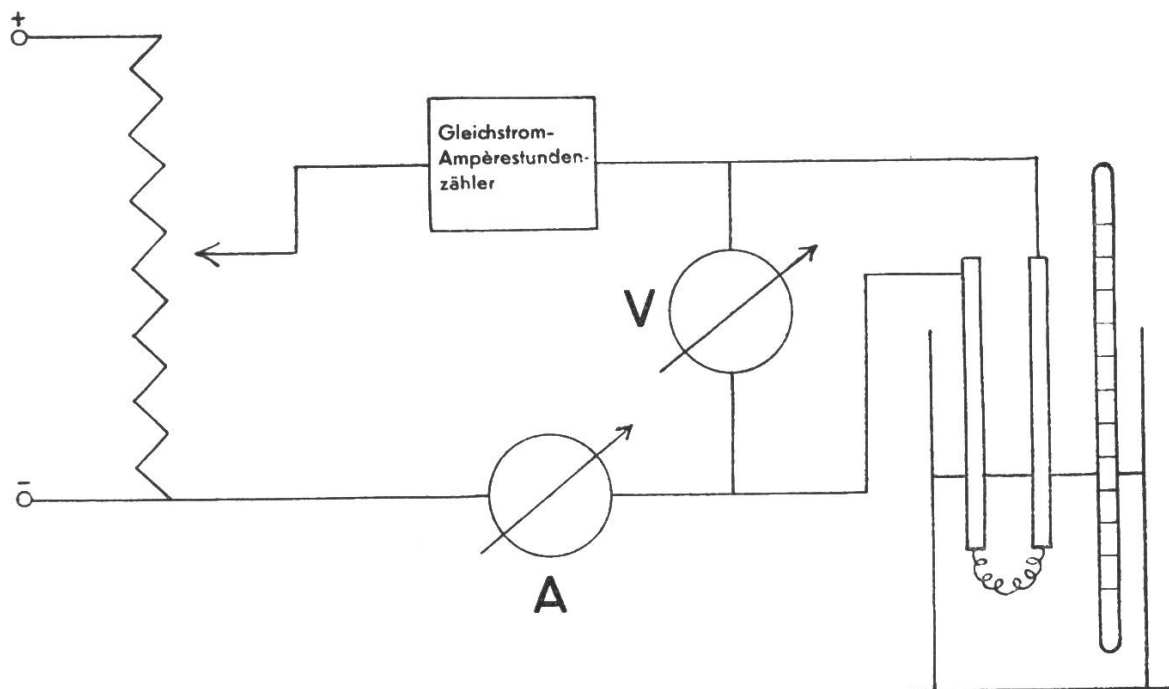 +
Gleichstrom-
Ampèrestunden-
zähler
V
-
A